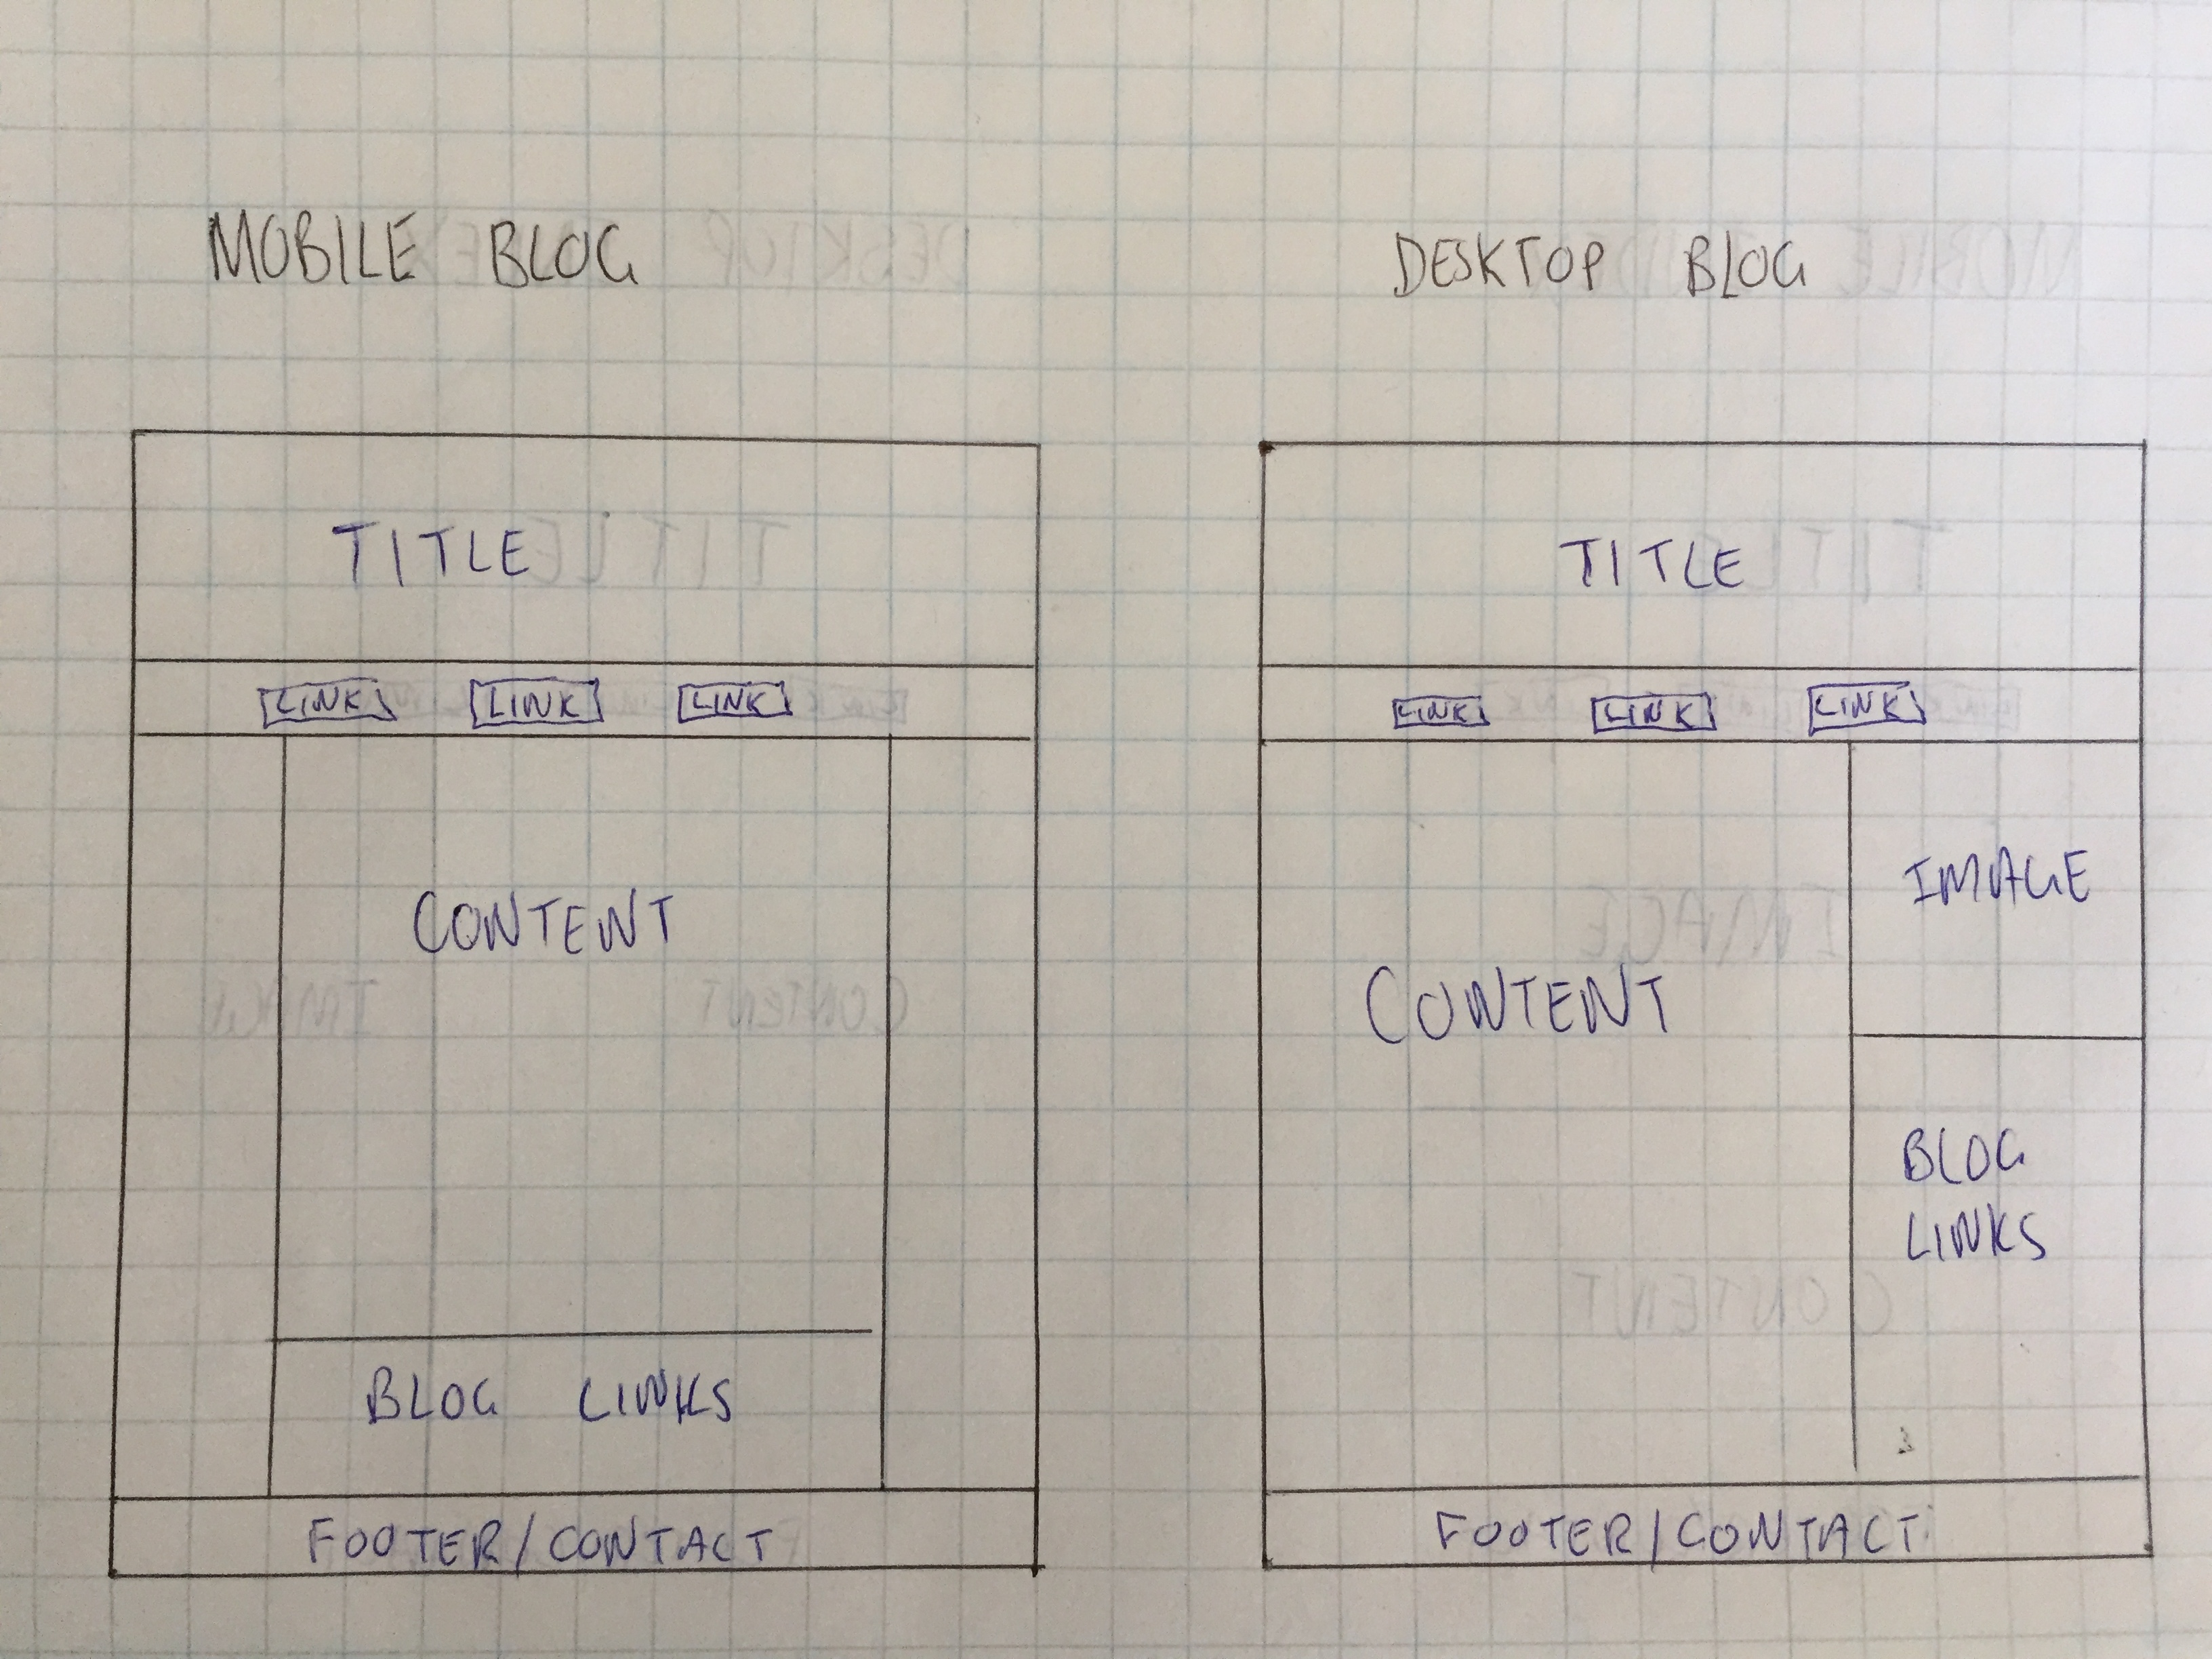 MOBILE BLOG
TITLE
LINK LINK LINK
CONTENT
BLOG LINKS
FOOTER/CONTACT
DESKTOP BLOG
TITLE
LINK LINK LINK
CONTENT
IMAGE
BLOG
LINKS
FOOTER/CONTACT